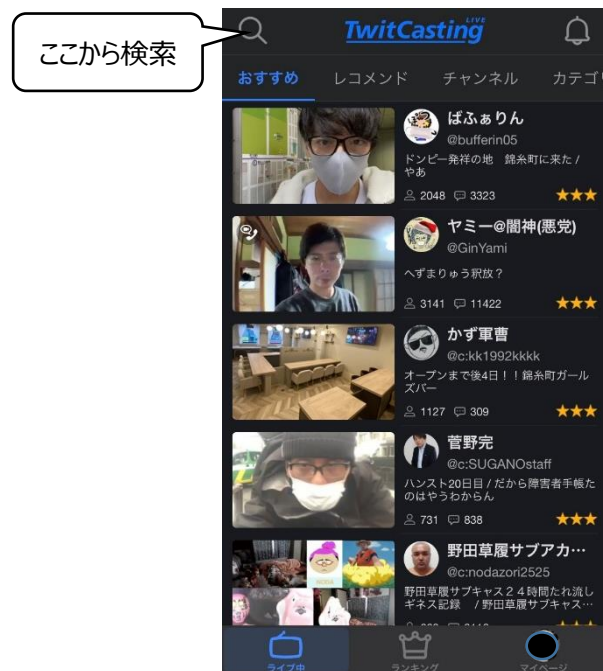 ここから検索
TwitCasting LIVE
おすすめ レコメンド チャンネル カテゴリ
ばふぁりん
@bufferin05
ドンピー発祥の地 錦糸町に来た /
やあ
2048 3323 ★★★
ヤミー@闇神(悪党)
@GinYami
へずまりゅう釈放?
3141 11422 ★★★
かず軍曹
@c:kk1992kkkk
オープンまで後4日!!錦糸町ガール
ズバー
1127 309 ★★★
菅野完
@c:SUGANOstaff
ハンスト20日目 / だから障害者手帳た
のはやうわからん
731 838 ★★★
野田草履サブアカ…
@c:nodazori2525
野田草履サブキャス24時間たれ流し
ギネス記録 / 野田草履サブキャス…
ライブ中 ランキング マイページ